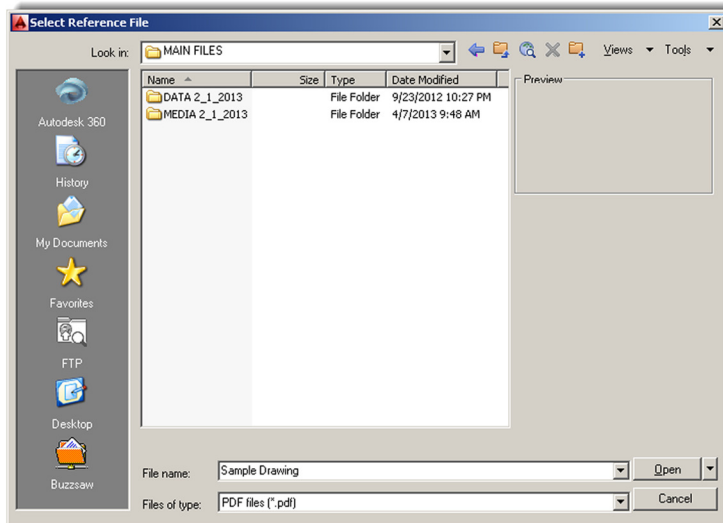 Select Reference File
Look in: MAIN FILES Views Tools
Name Size Type Date Modified Preview
DATA 2_1_2013 File Folder 9/23/2012 10:27 PM
MEDIA 2_1_2013 File Folder 4/7/2013 9:48 AM
Autodesk 360
History
My Documents
Favorites
FTP
Desktop
Buzzsaw
File name: Sample Drawing Open
Files of type: PDF files (*.pdf) Cancel